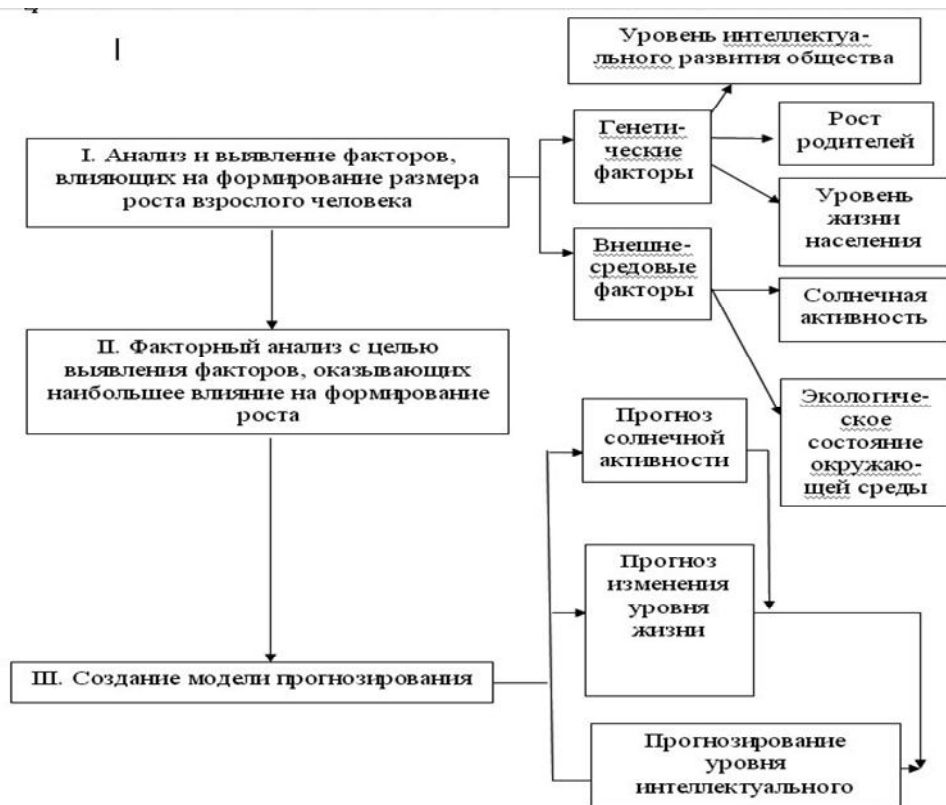 Уровень интеллектуа-
льного развития общества
Генети-
ческие
факторы
Рост
родителей
I. Анализ и выявление факторов,
влияющих на формирование размера
роста взрослого человека
Уровень
жизни
населения
Внешне-
средовые
факторы
Солнечная
активность
II. Факторный анализ с целью
выявления факторов, оказывающих
наибольшее влияние на формирование
роста
Экологиче-
ское
состояние
окружаю-
щей среды
Прогноз
солнечной
активности
Прогноз
изменения
уровня
жизни
III. Создание модели прогнозирования
Прогнозирование
уровня
интеллектуального